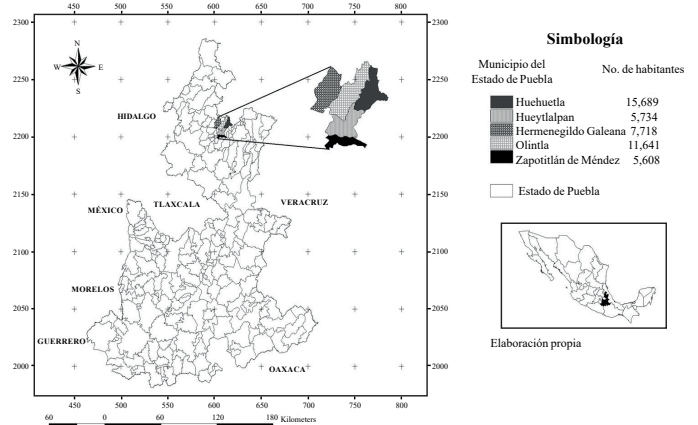 450 500 550 600 650 700 750 800
2300 2300
N
W E
S
2250 2250
HIDALGO
2200 2200
2150 2150
TLAXCALA
VERACRUZ
MÉXICO
2100 2100
MORELOS
2050 2050
GUERRERO
2000 2000
OAXACA
450 500 550 600 650 700 750 800
60 0 60 120 180 Kilometers
Simbología
Municipio del
Estado de Puebla
No. de habitantes
Huehuetla 15,689
Hueytlalpan 5,734
Hermenegildo Galeana 7,718
Olintla 11,641
Zapotitlán de Méndez 5,608
Estado de Puebla
Elaboración propia